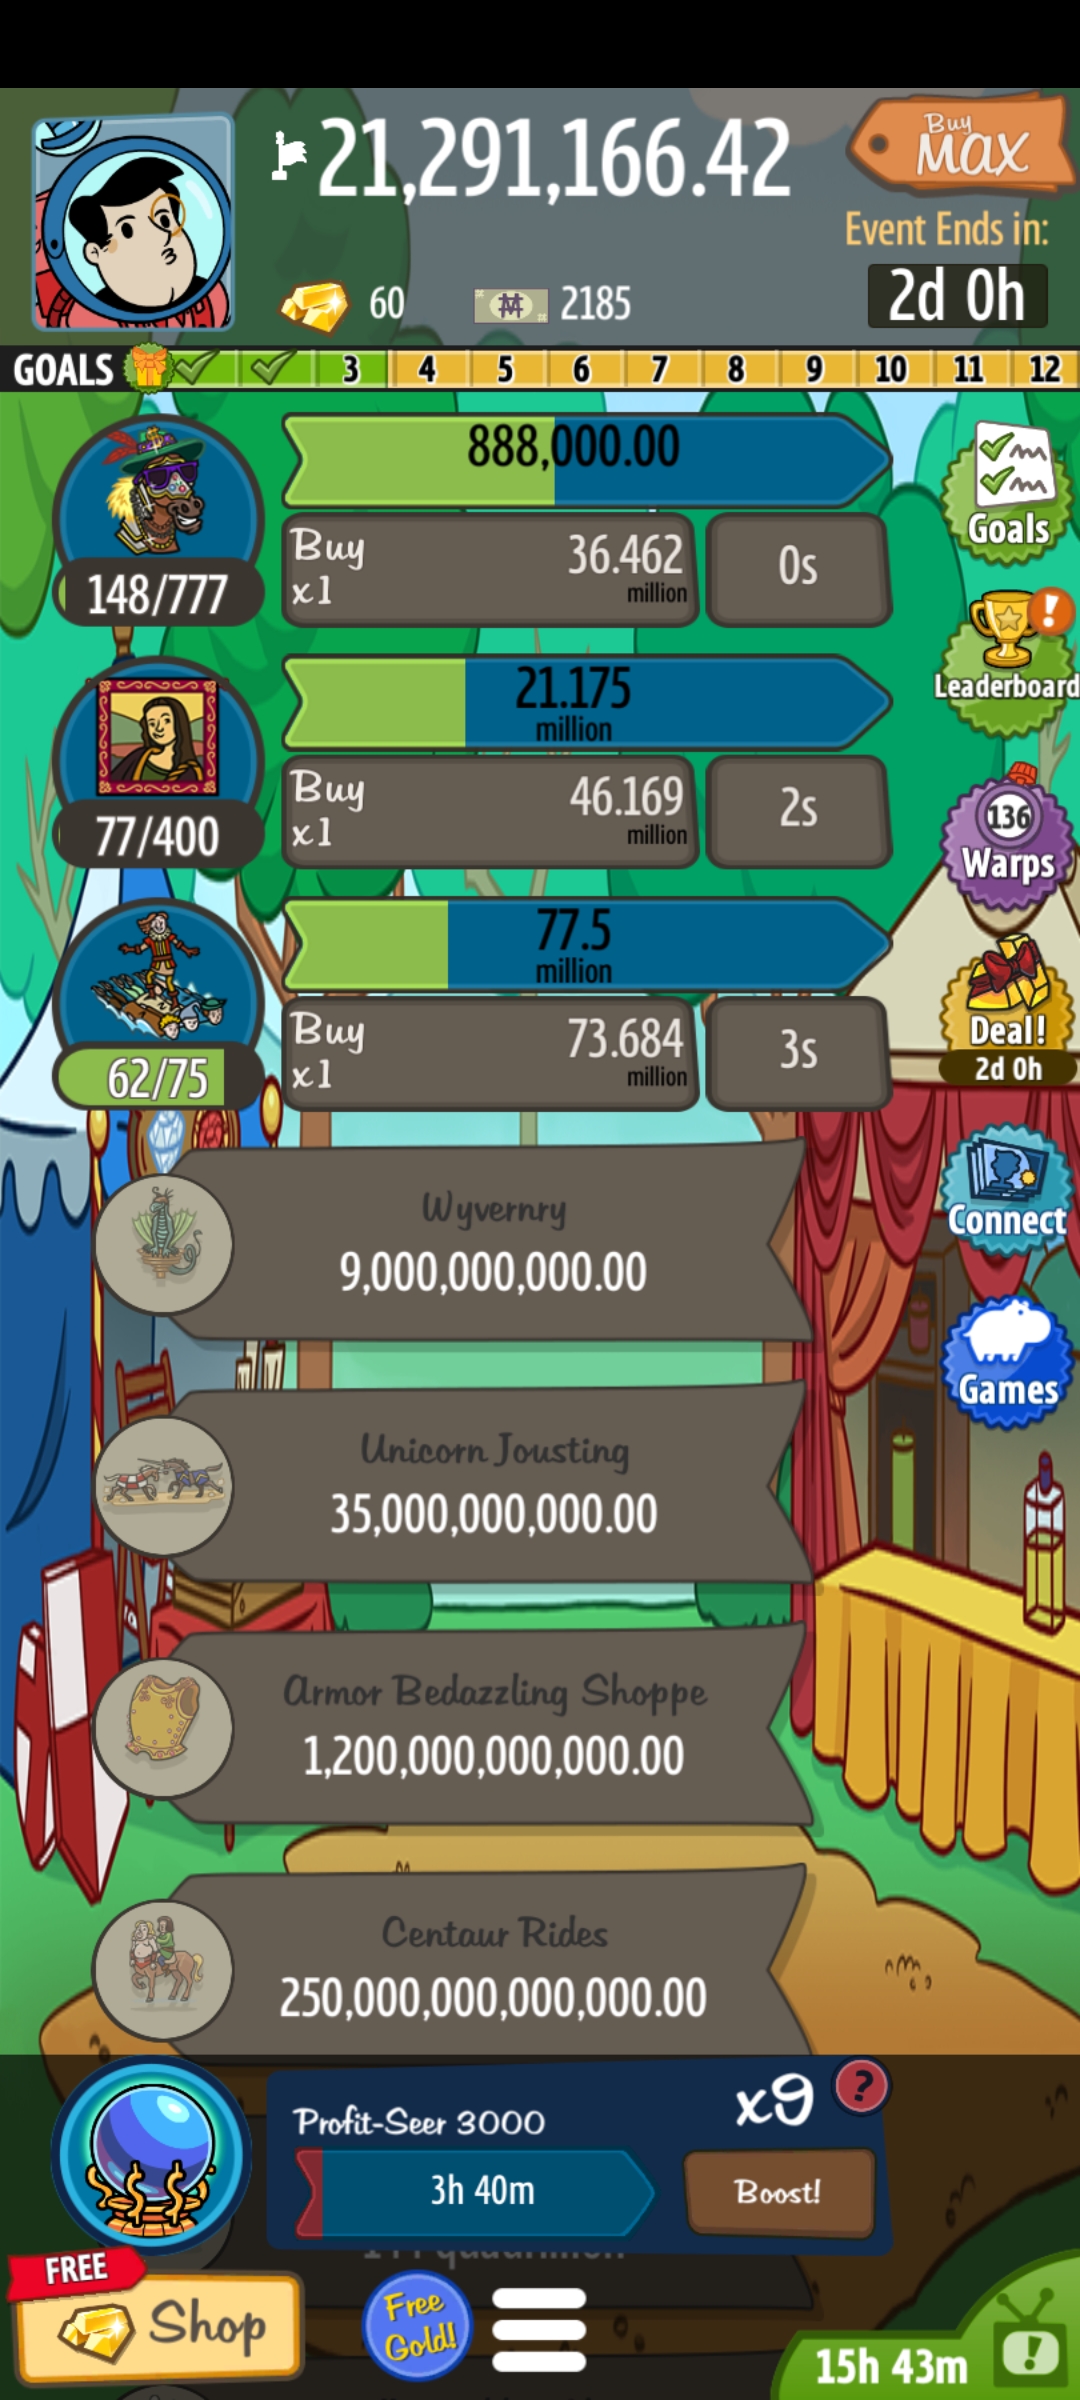 21,291,166.42
Buy
MAX
Event Ends in:
2d 0h
60
2185
GOALS 3 4 5 6 7 8 9 10 11 12
888,000.00
Buy
x1
36.462
million
0s
148/777
Goals
21.175
million
Buy
x1
46.169
million
2s
77/400
Leaderboard
136
Warps
77.5
million
Buy
x1
73.684
million
3s
62/75
Deal!
2d 0h
Wyvernry
9,000,000,000.00
Connect
Unicorn Jousting
35,000,000,000.00
Games
Armor Bedazzling Shoppe
1,200,000,000,000.00
Centaur Rides
250,000,000,000,000.00
Profit-Seer 3000
x9
?
3h 40m
Boost!
FREE
Shop
Free
Gold!
15h 43m